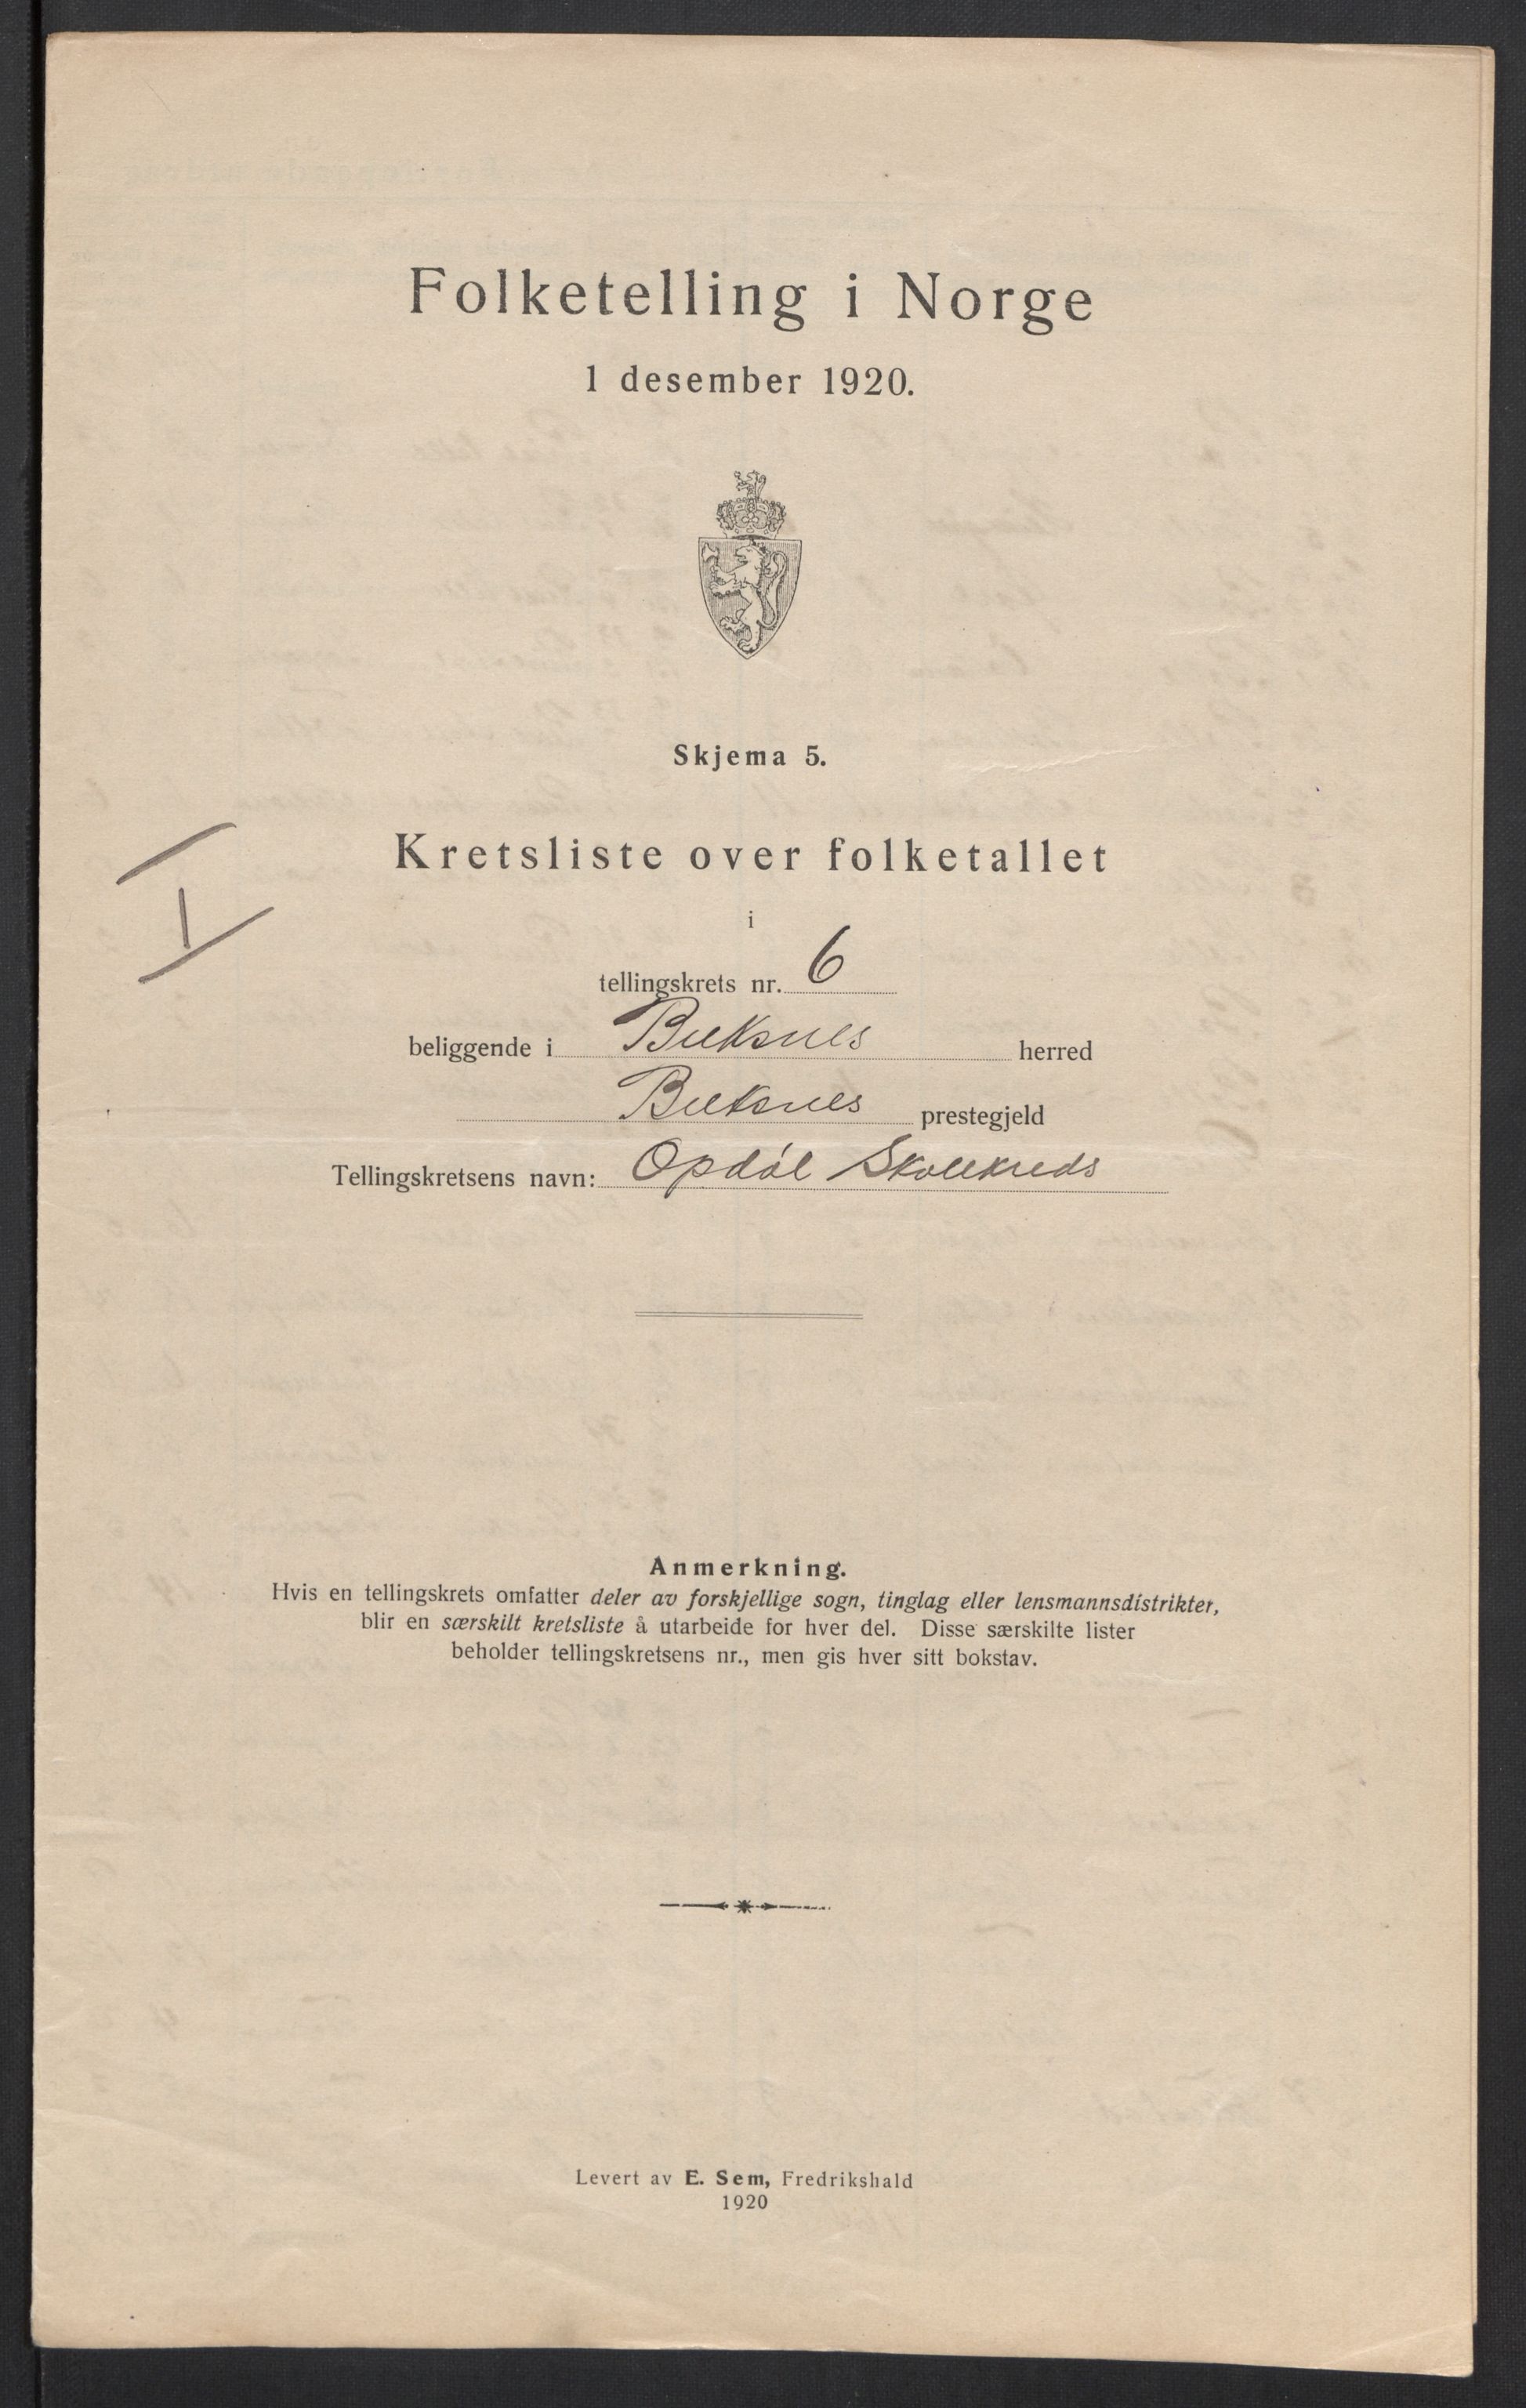 Folketelling i Norge
1 desember 1920.
Skjema 5.
Kretsliste over folketallet
i
I
tellingskrets nr. 6
beliggende i Buksnes herred
Buksnes prestegjeld
Tellingskretsens navn: Opdøl Skolekreds
Anmerkning.
Hvis en tellingskrets omfatter deler av forskjellige sogn, tinglag eller lensmannsdistrikter,
blir en særskilt kretsliste å utarbeide for hver del. Disse særskilte lister
beholder tellingskretsens nr., men gis hver sitt bokstav.
Levert av E. Sem, Fredrikshald
1920